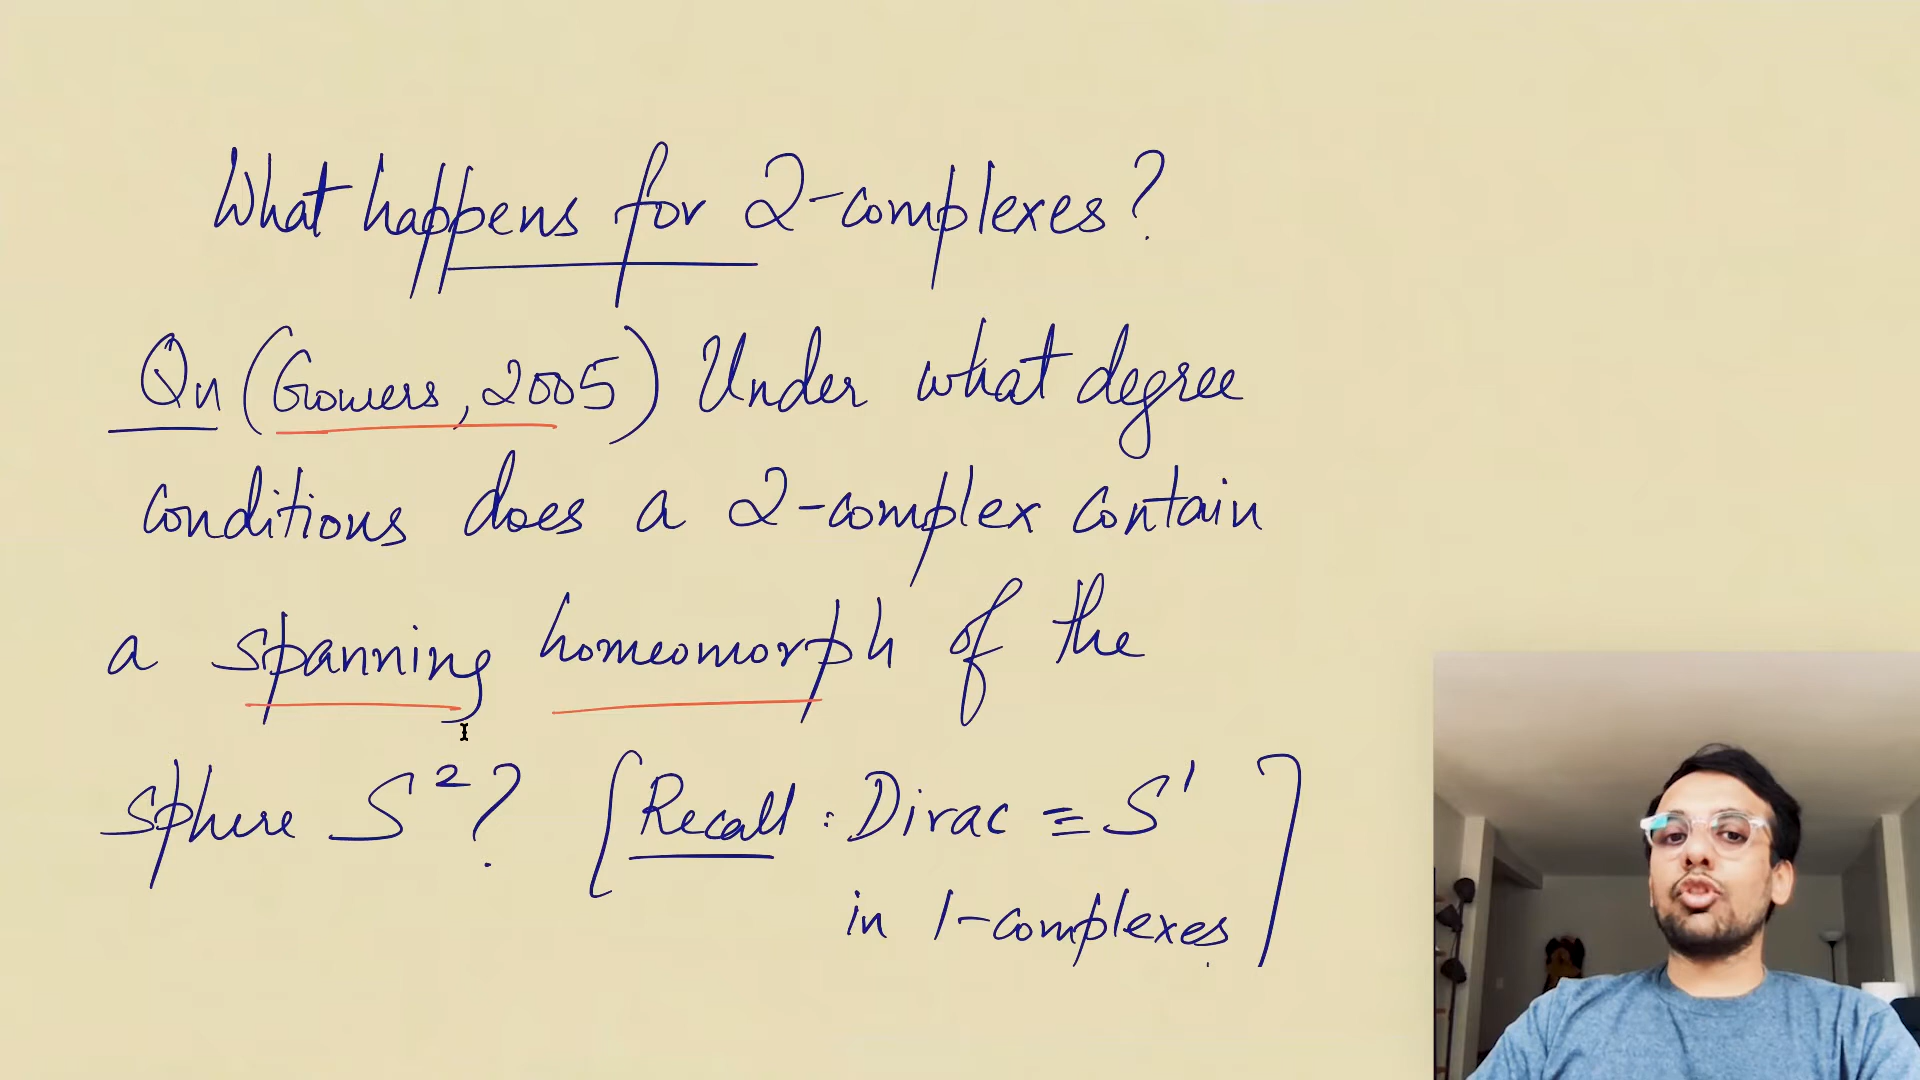 What happens for 2-complexes?
Qn (Gowers, 2005) Under what degree
conditions does a 2-complex contain
a spanning homeomorph of the
sphere S²? [Recall : Dirac ≡ S¹
in 1-complexes]